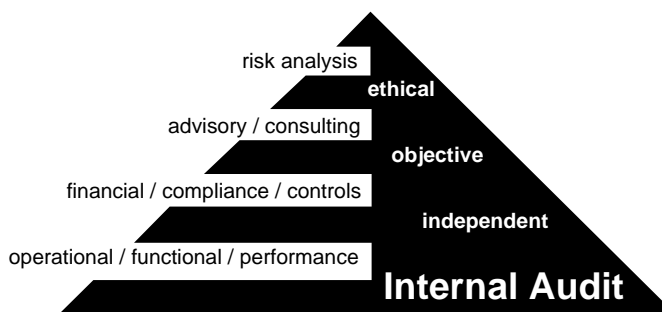 risk analysis
ethical
advisory / consulting
objective
financial / compliance / controls
independent
operational / functional / performance
Internal Audit